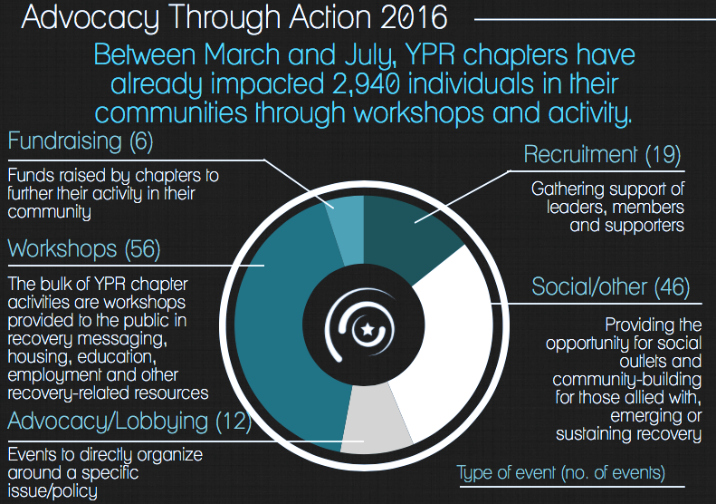 Advocacy Through Action 2016
Between March and July, YPR chapters have
already impacted 2,940 individuals in their
communities through workshops and activity.
Fundraising (6)
Funds raised by chapters to
further their activity in their
community
Workshops (56)
The bulk of YPR chapter
activities are workshops
provided to the public in
recovery messaging,
housing, education,
employment and other
recovery-related resources
Advocacy/Lobbying (12)
Events to directly organize
around a specific
issue/policy
Recruitment (19)
Gathering support of
leaders, members
and supporters
Social/other (46)
Providing the
opportunity for social
outlets and
community-building
for those allied with,
emerging or
sustaining recovery
Type of event (no. of events)